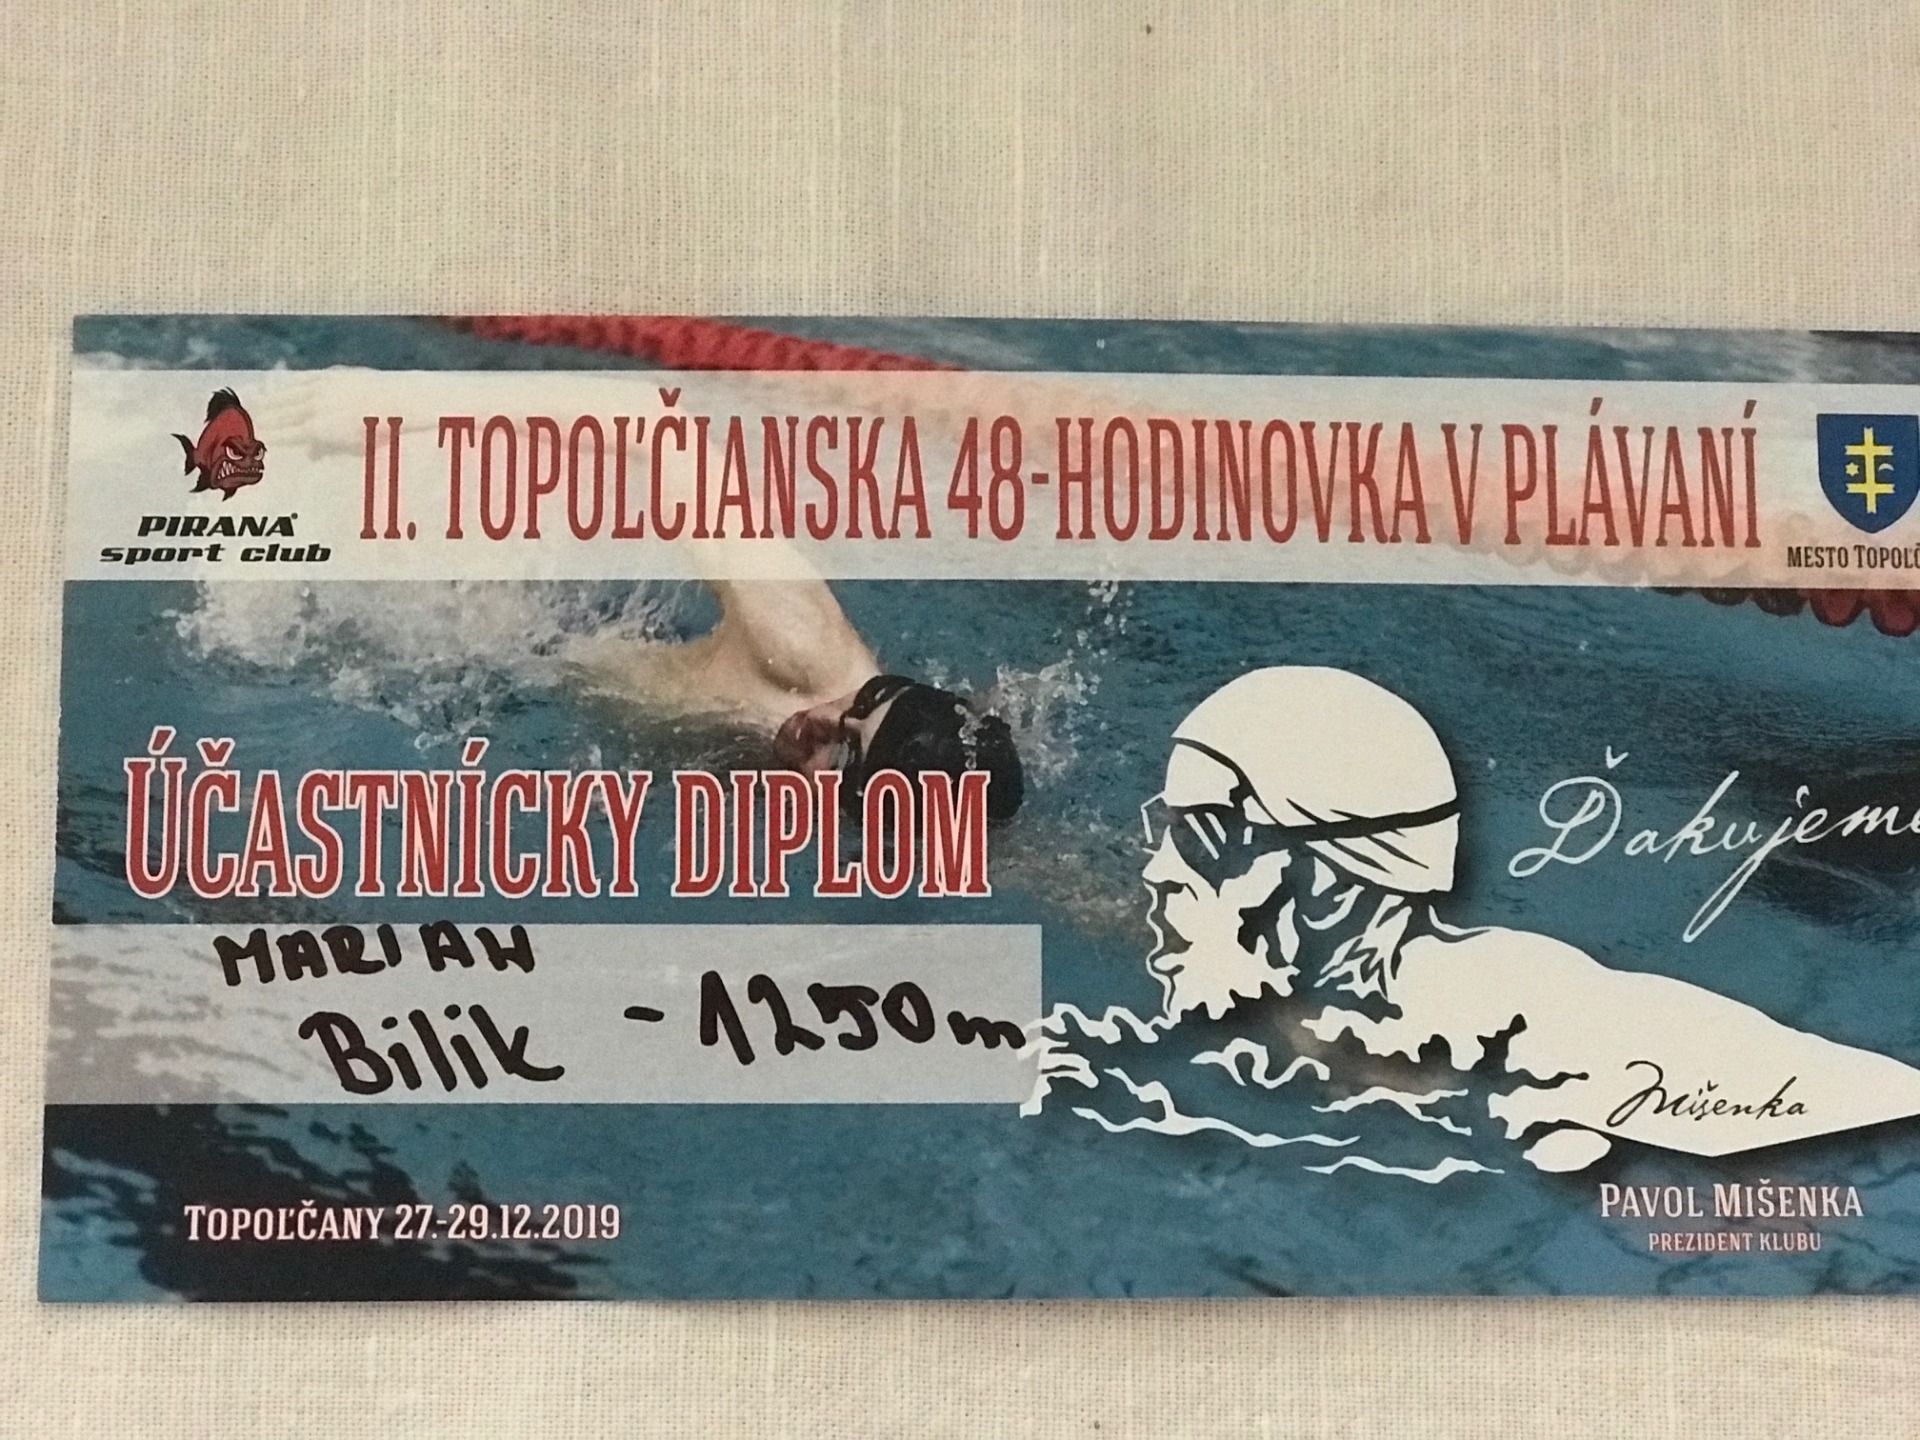 II. TOPOĽČIANSKA 48-HODINOVKA V PLÁVANÍ
PIRANA
sport club
MESTO TOPOĽČ
ÚČASTNÍCKY DIPLOM
Ďakujeme
MARIAN
Bilik - 1250m
Mišenka
TOPOĽČANY 27-29.12.2019
PAVOL MIŠENKA
PREZIDENT KLUBU